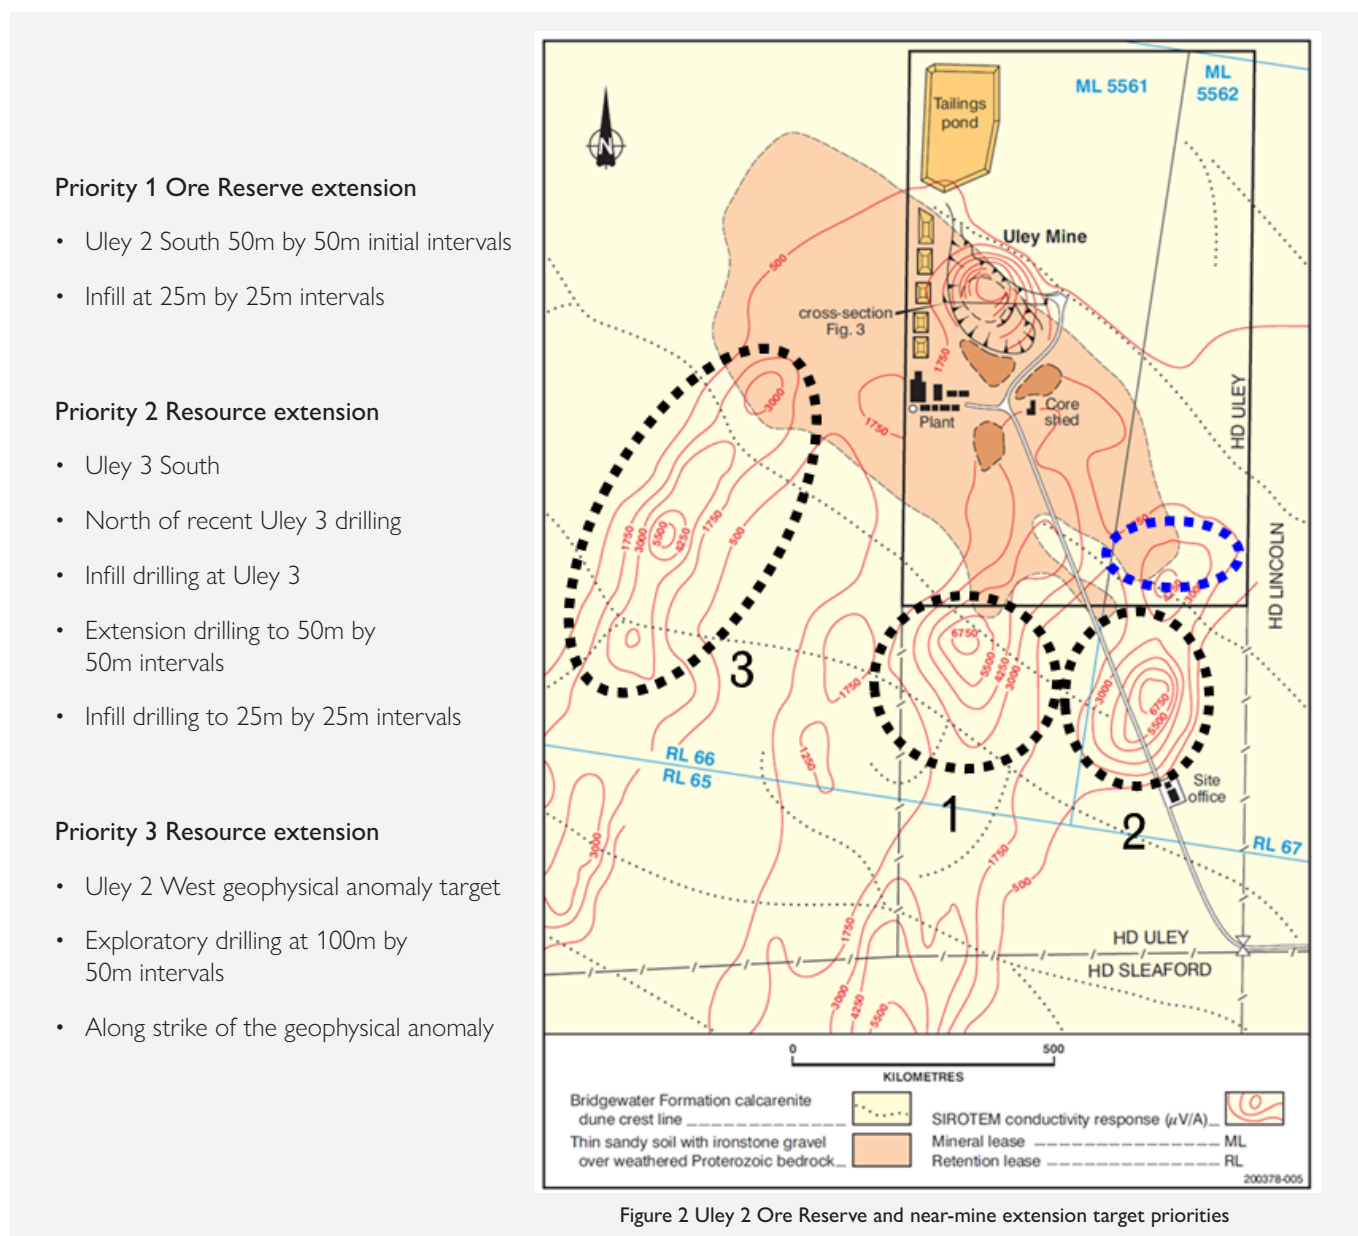 Priority 1 Ore Reserve extension
• Uley 2 South 50m by 50m initial intervals
• Infill at 25m by 25m intervals
Priority 2 Resource extension
• Uley 3 South
• North of recent Uley 3 drilling
• Infill drilling at Uley 3
• Extension drilling to 50m by
50m intervals
• Infill drilling to 25m by 25m intervals
Priority 3 Resource extension
• Uley 2 West geophysical anomaly target
• Exploratory drilling at 100m by
50m intervals
• Along strike of the geophysical anomaly
N
Tailings
pond
ML 5561
ML
5562
Uley Mine
500
cross-section
Fig. 3
1750
3000
1750
Plant
Core
shed
HD ULEY
HD LINCOLN
1750
3000
5500
4250
1750
500
3000
3
6750
5500
4250
3000
3000
6750
5500
1750
1250
RL 66
RL 65
1
2
Site
office
RL 67
3000
1750
500
1750
HD ULEY
HD SLEAFORD
3000
4250
5500
0
500
KILOMETRES
Bridgewater Formation calcarenite
dune crest line
Thin sandy soil with ironstone gravel
over weathered Proterozoic bedrock
SIROTEM conductivity response (µV/A)
Mineral lease ML
Retention lease RL
200378-005
Figure 2 Uley 2 Ore Reserve and near-mine extension target priorities